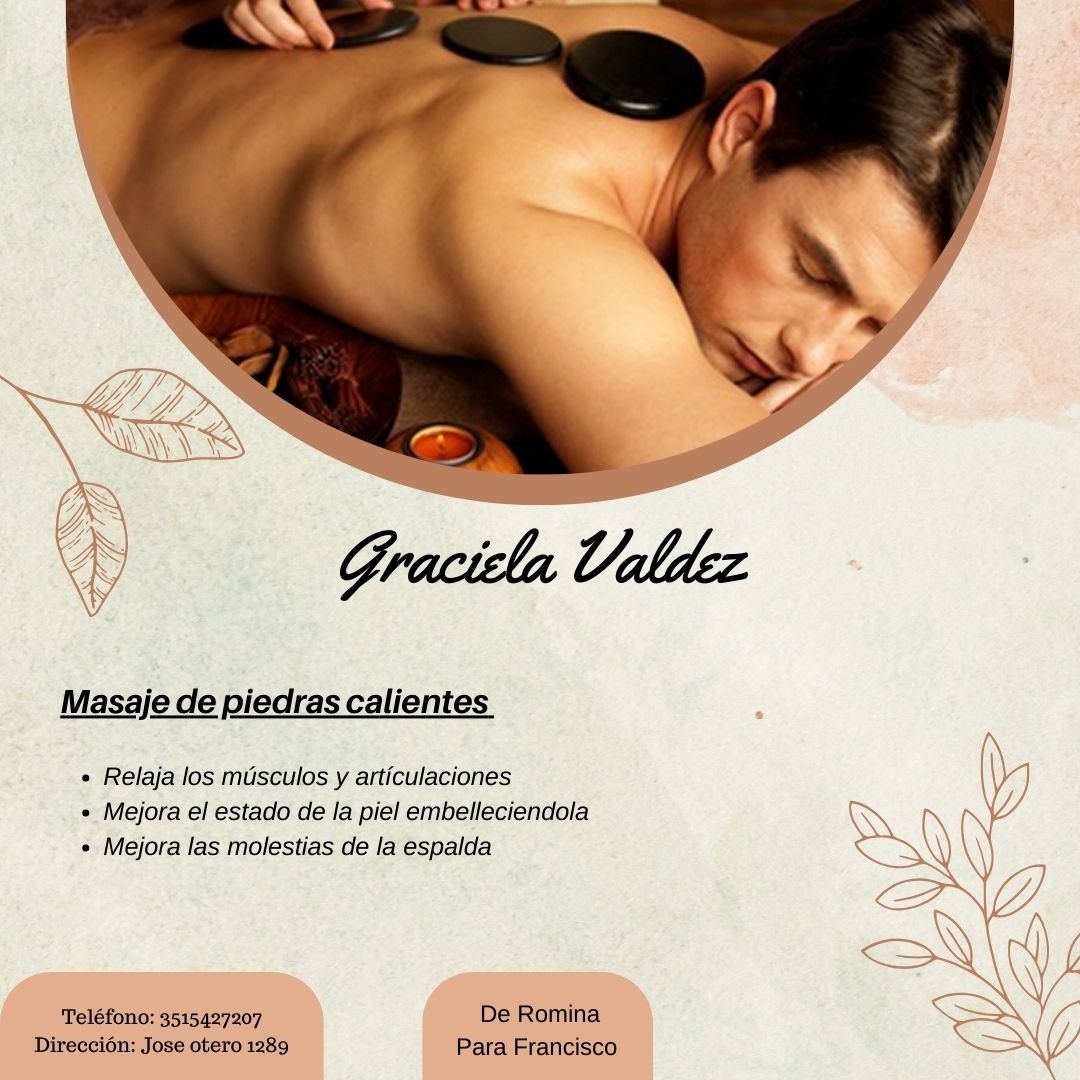 Graciela Valdez
Masaje de piedras calientes
Relaja los músculos y artículaciones
Mejora el estado de la piel embelleciendola
Mejora las molestias de la espalda
Teléfono: 3515427207
Dirección: Jose otero 1289
De Romina
Para Francisco